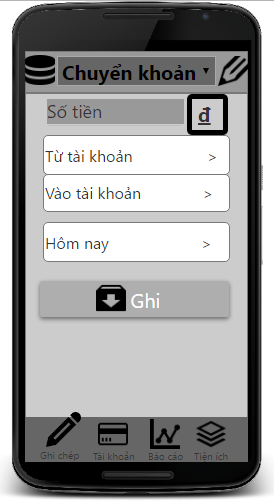 Chuyển khoản
Số tiền đ
Từ tài khoản >
Vào tài khoản >
Hôm nay >
Ghi
Ghi chép Tài khoản Báo cáo Tiện ích